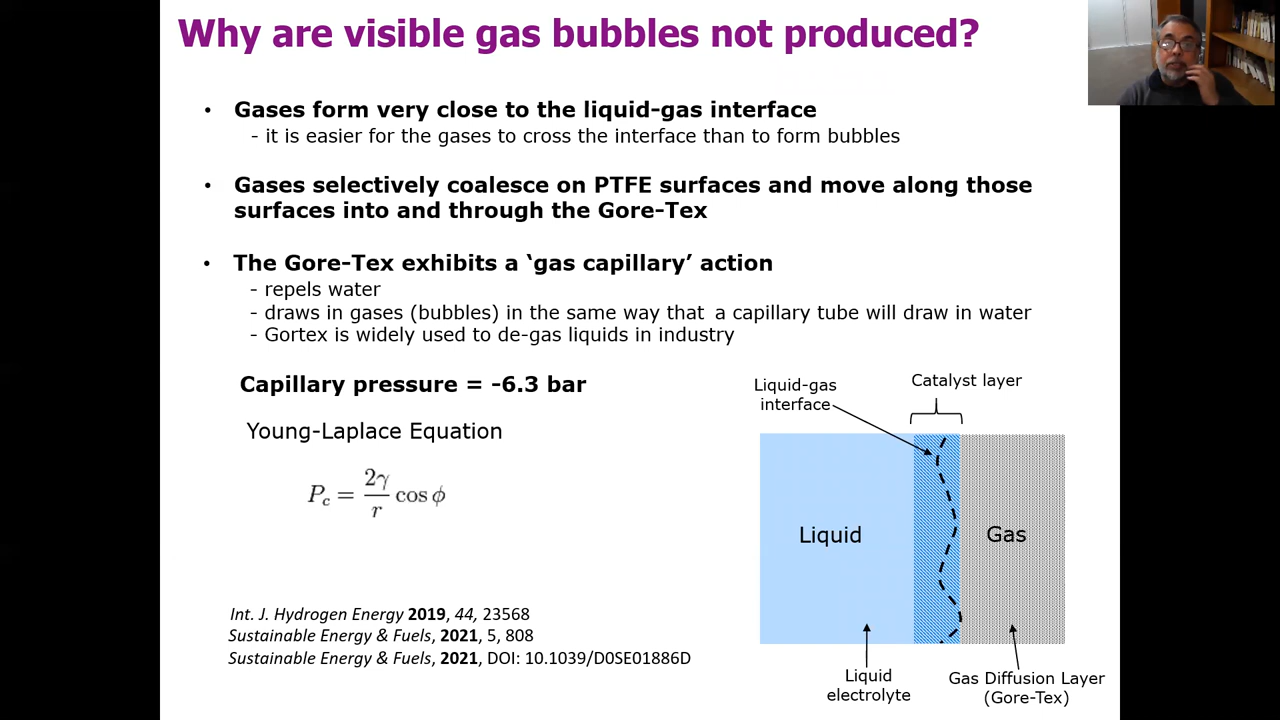 Why are visible gas bubbles not produced?
• Gases form very close to the liquid-gas interface
- it is easier for the gases to cross the interface than to form bubbles
• Gases selectively coalesce on PTFE surfaces and move along those
surfaces into and through the Gore-Tex
• The Gore-Tex exhibits a ‘gas capillary’ action
- repels water
- draws in gases (bubbles) in the same way that a capillary tube will draw in water
- Gortex is widely used to de-gas liquids in industry
Capillary pressure = -6.3 bar
Young-Laplace Equation
P_c = 2γ/r cos ϕ
Int. J. Hydrogen Energy 2019, 44, 23568
Sustainable Energy & Fuels, 2021, 5, 808
Sustainable Energy & Fuels, 2021, DOI: 10.1039/D0SE01886D
Liquid-gas
interface
Catalyst layer
Liquid
Gas
Liquid
electrolyte
Gas Diffusion Layer
(Gore-Tex)